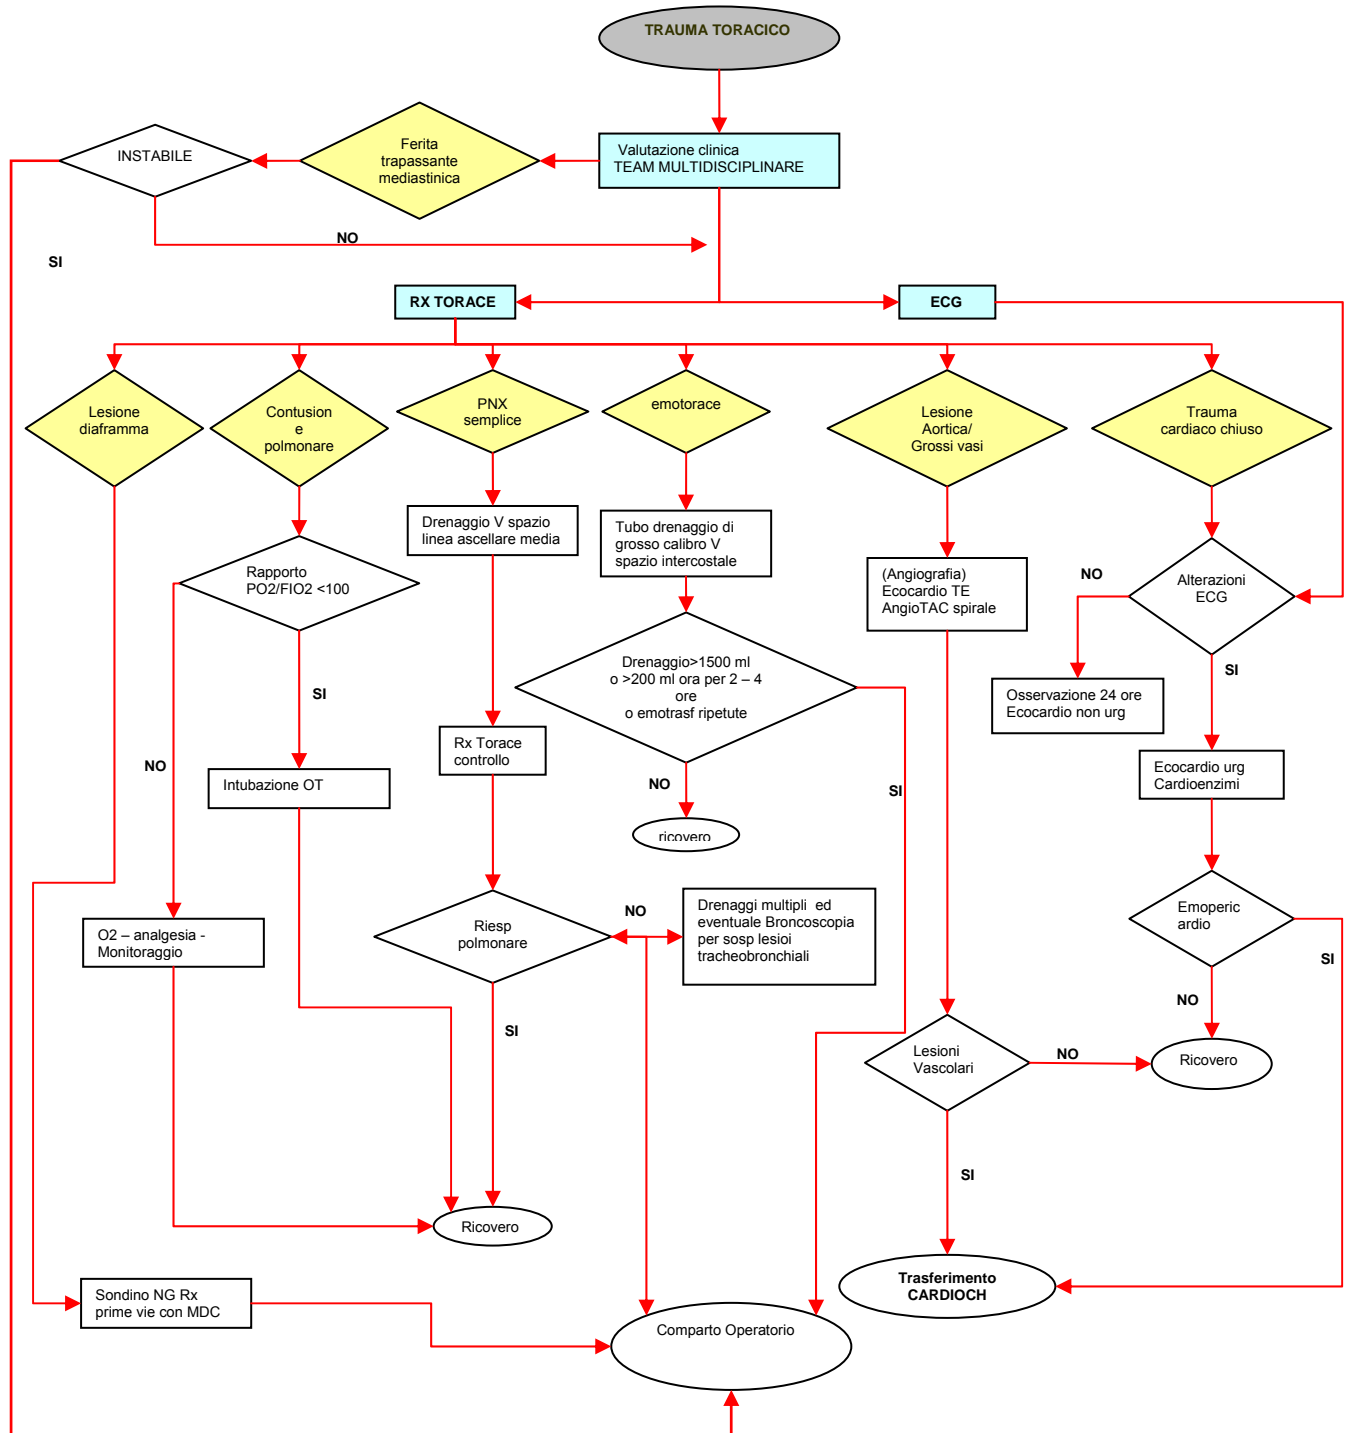 TRAUMA TORACICO
Valutazione clinica
TEAM MULTIDISCIPLINARE
Ferita
trapassante
mediastinica
INSTABILE
NO
SI
RX TORACE
ECG
Lesione
diaframma
Contusion
e
polmonare
PNX
semplice
emotorace
Lesione
Aortica/
Grossi vasi
Trauma
cardiaco chiuso
Drenaggio V spazio
linea ascellare media
Tubo drenaggio di
grosso calibro V
spazio intercostale
Rapporto
PO2/FIO2 <100
(Angiografia)
Ecocardio TE
AngioTAC spirale
NO
Alterazioni
ECG
SI
Drenaggio>1500 ml
o >200 ml ora per 2 – 4
ore
o emotrasf ripetute
SI
Osservazione 24 ore
Ecocardio non urg
Rx Torace
controllo
NO
Intubazione OT
NO
SI
Ecocardio urg
Cardioenzimi
ricovero
O2 – analgesia -
Monitoraggio
Riesp
polmonare
NO
Drenaggi multipli ed
eventuale Broncoscopia
per sosp lesioi
tracheobronchiali
Emoperic
ardio
SI
NO
SI
Lesioni
Vascolari
NO
Ricovero
SI
Ricovero
Trasferimento
CARDIOCH
Sondino NG Rx
prime vie con MDC
Comparto Operatorio